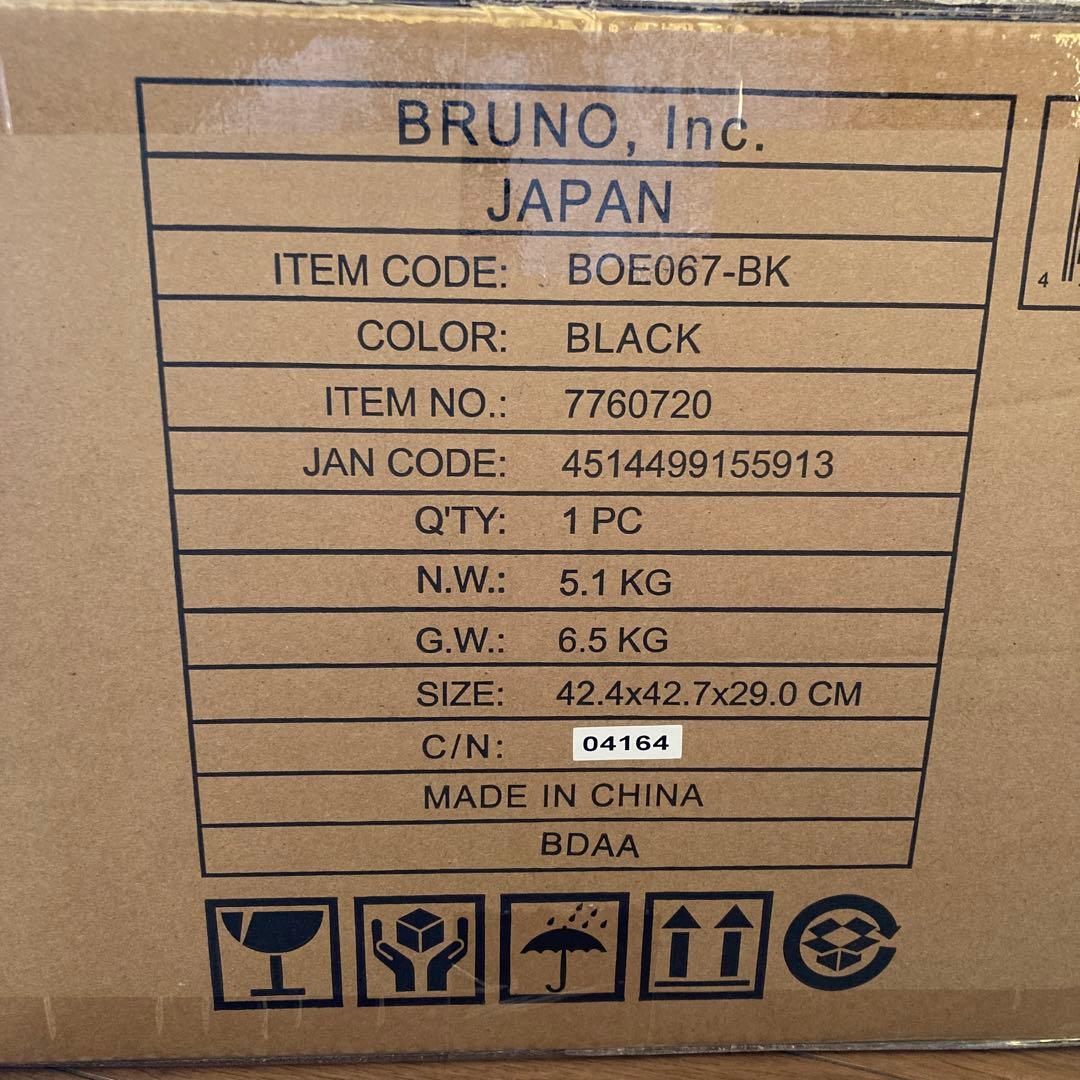 BRUNO, Inc.
JAPAN
ITEM CODE: BOE067-BK
COLOR: BLACK
ITEM NO.: 7760720
JAN CODE: 4514499155913
Q'TY: 1 PC
N.W.: 5.1 KG
G.W.: 6.5 KG
SIZE: 42.4x42.7x29.0 CM
C/N: 04164
MADE IN CHINA
BDAA
4